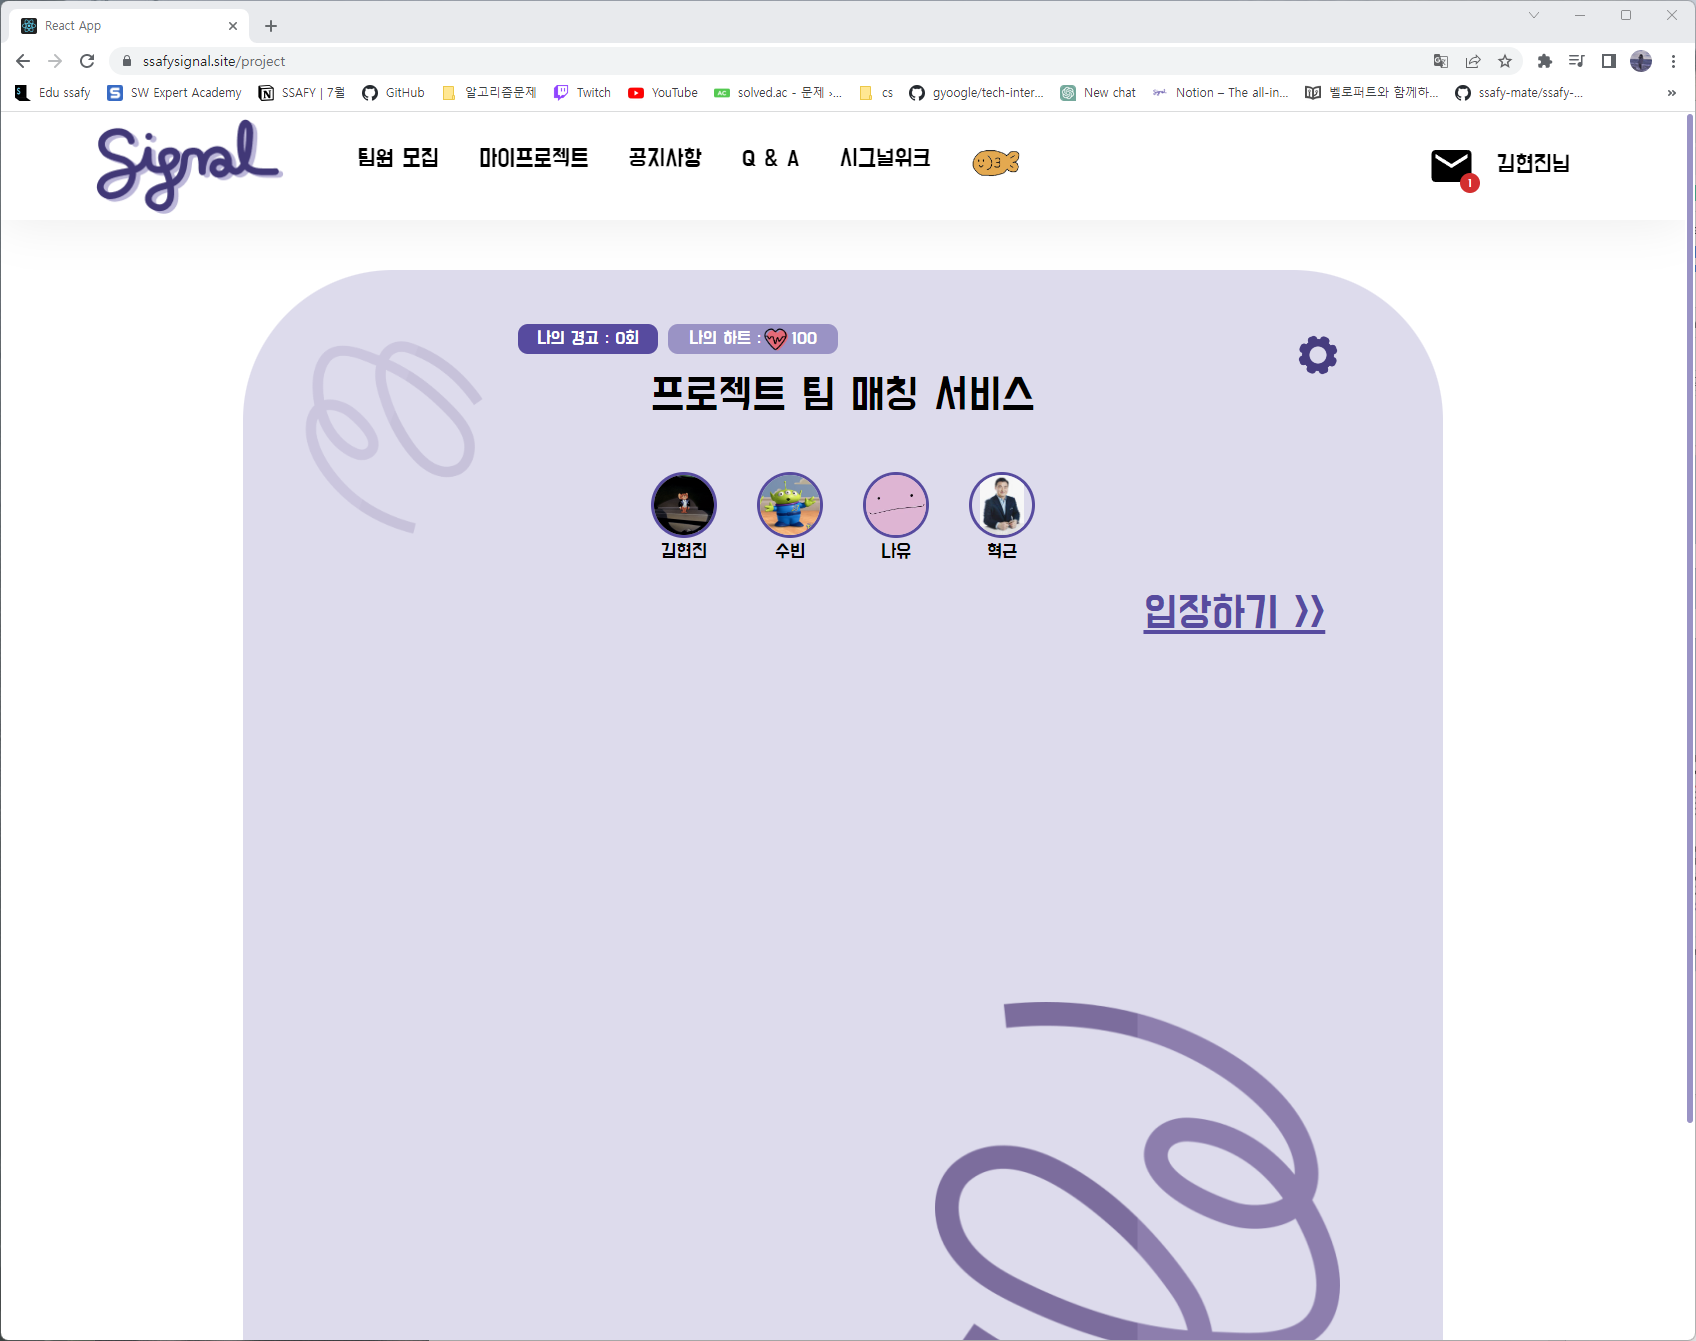 React App
ssafysignal.site/project
Edu ssafy
SW Expert Academy
SSAFY | 7월
GitHub
알고리즘문제
Twitch
YouTube
solved.ac - 문제 ›...
cs
gyoogle/tech-inter...
New chat
Notion – The all-in...
벨로퍼트와 함께하...
ssafy-mate/ssafy-...
»
Signal
팀원 모집
마이프로젝트
공지사항
Q & A
시그널위크
1
김현진님
나의 경고 : 0회
나의 하트 : 100
프로젝트 팀 매칭 서비스
김현진
수빈
나유
혁근
입장하기 >>